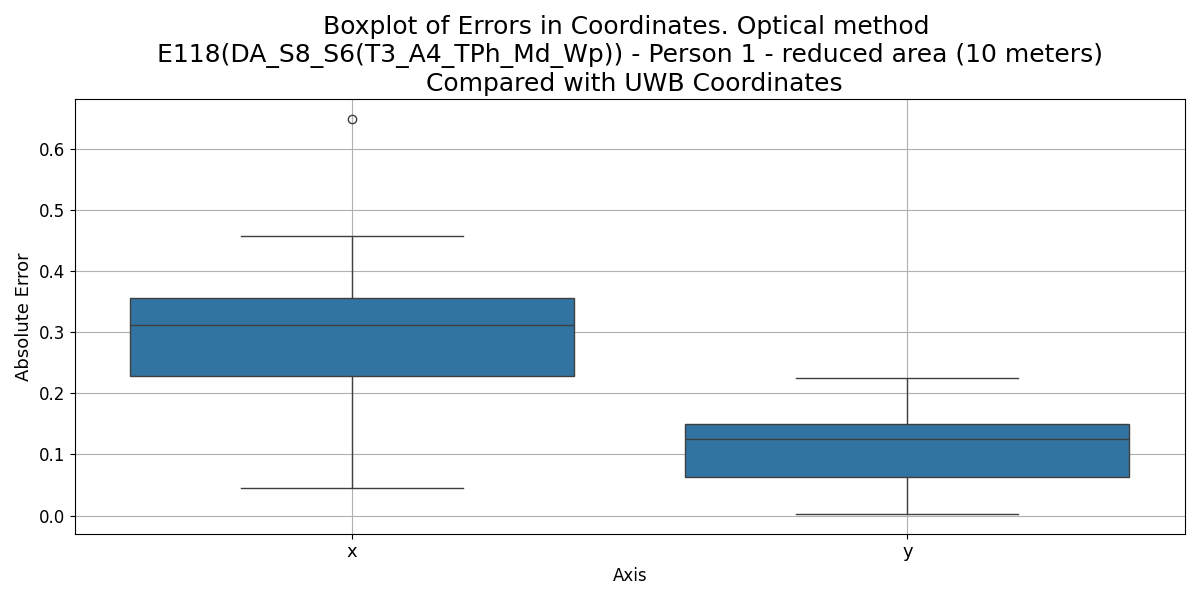 Boxplot of Errors in Coordinates. Optical method
E118(DA_S8_S6(T3_A4_TPh_Md_Wp)) - Person 1 - reduced area (10 meters)
Compared with UWB Coordinates
Absolute Error
0.6
0.5
0.4
0.3
0.2
0.1
0.0
x
y
Axis